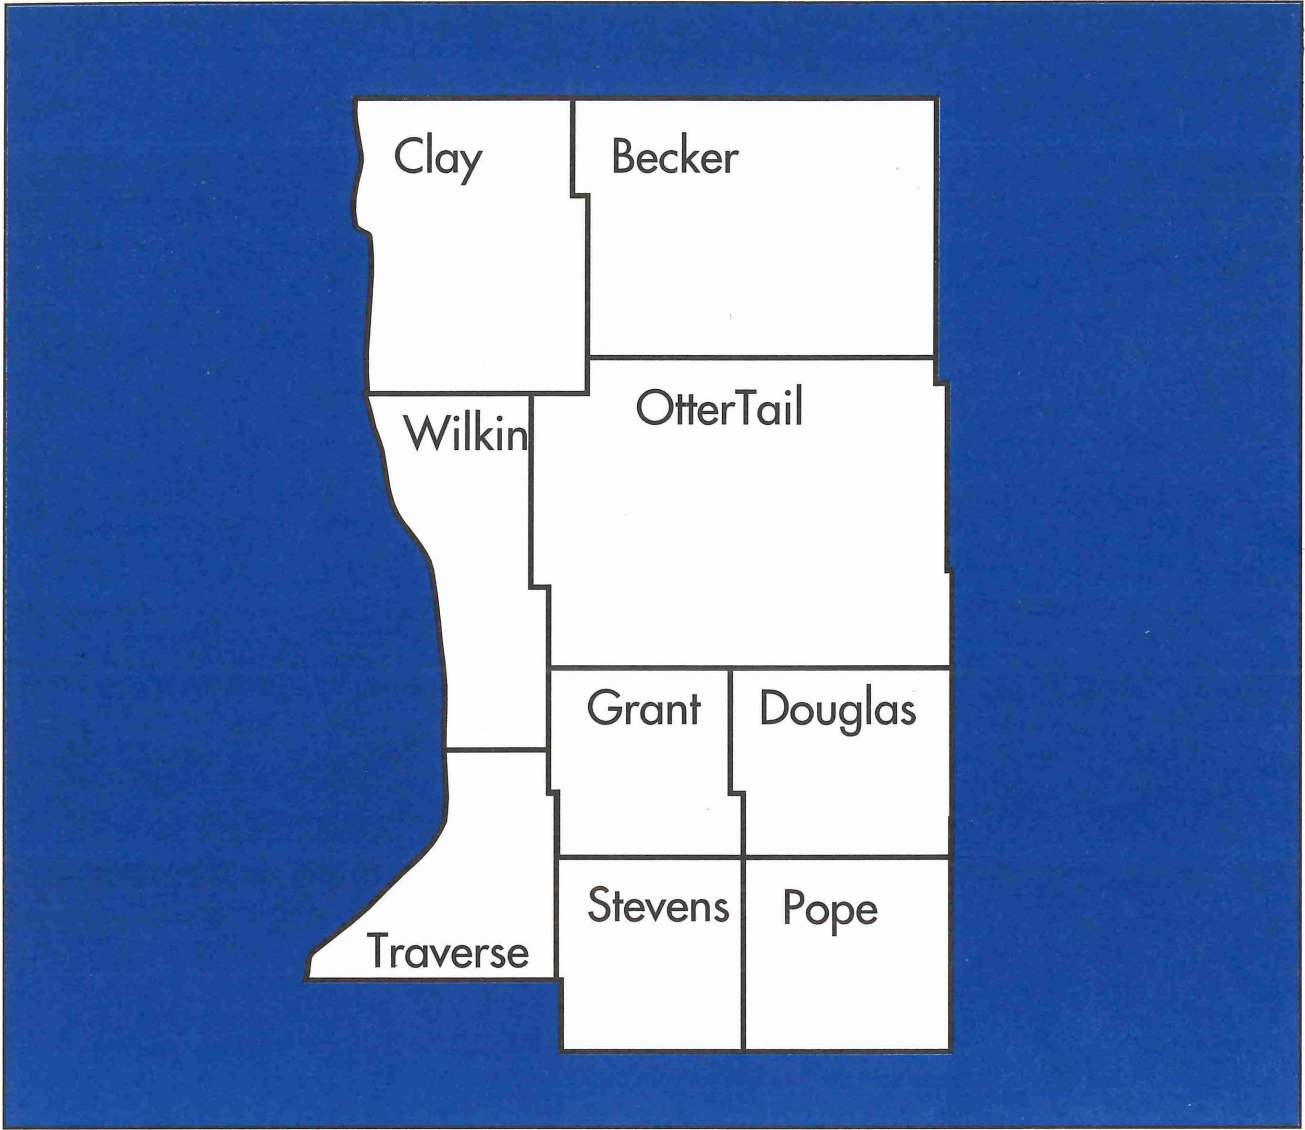 Clay
Becker
OtterTail
Wilkin
Grant
Douglas
Stevens
Pope
Traverse